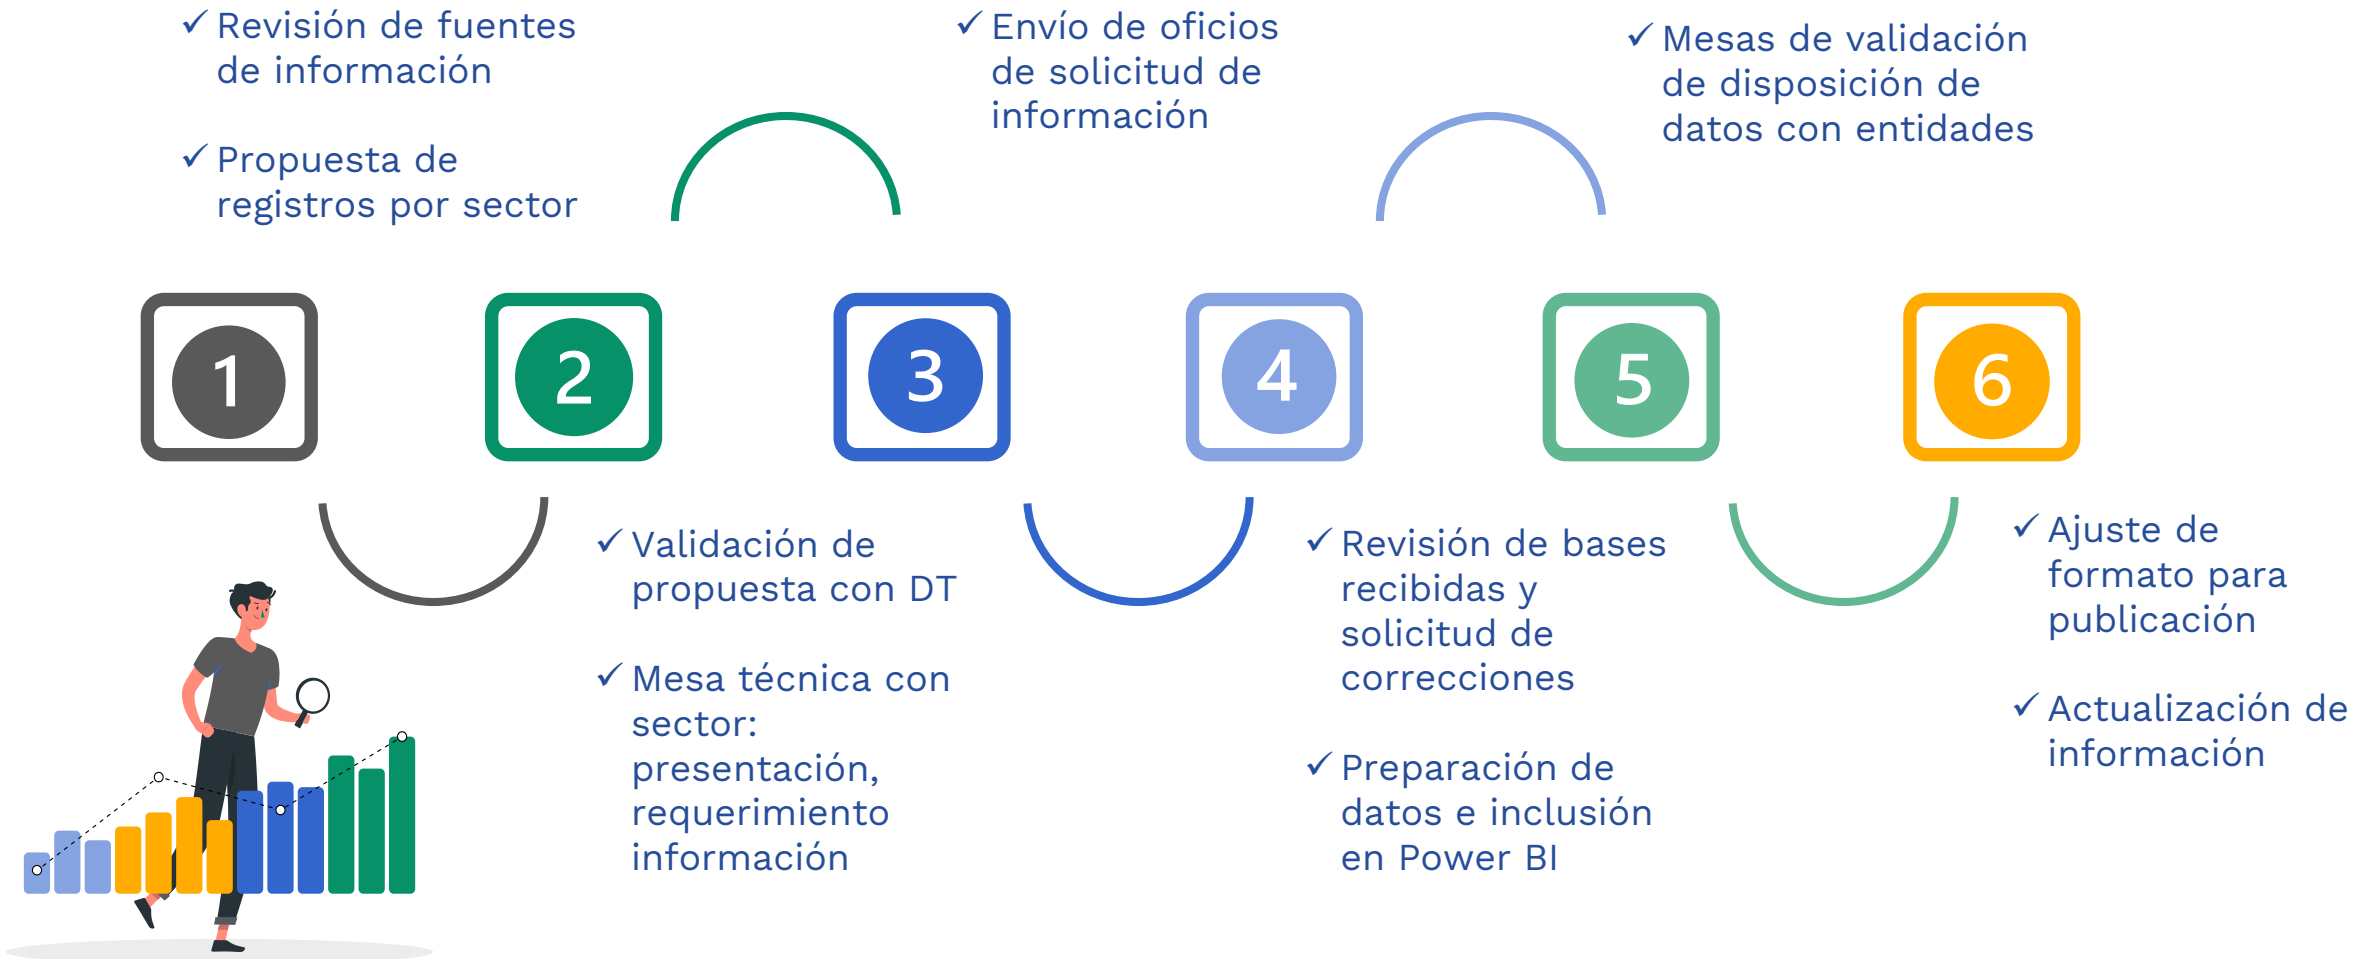 Revisión de fuentes
de información
Propuesta de
registros por sector
Envío de oficios
de solicitud de
información
Mesas de validación
de disposición de
datos con entidades
1
2
3
4
5
6
Validación de
propuesta con DT
Mesa técnica con
sector:
presentación,
requerimiento
información
Revisión de bases
recibidas y
solicitud de
correcciones
Preparación de
datos e inclusión
en Power BI
Ajuste de
formato para
publicación
Actualización de
información